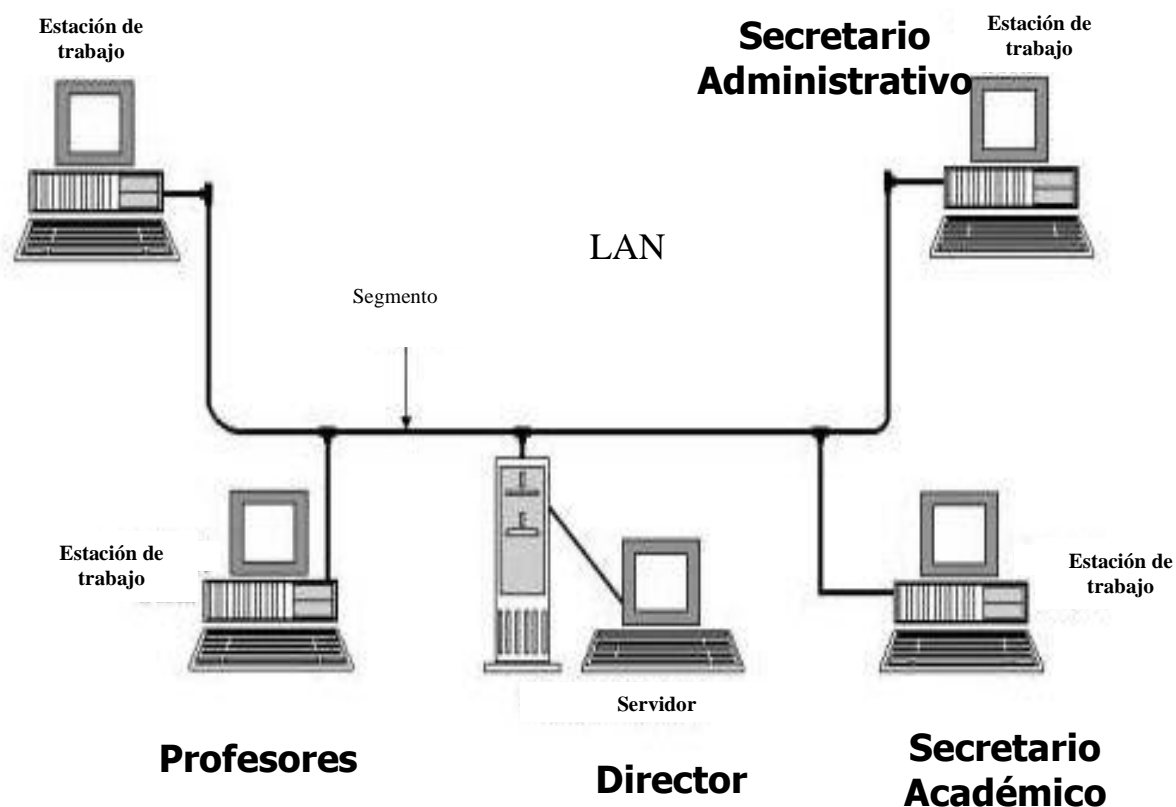 Estación de
trabajo
Secretario
Administrativo
Estación de
trabajo
LAN
Segmento
Estación de
trabajo
Estación de
trabajo
Servidor
Profesores
Director
Secretario
Académico